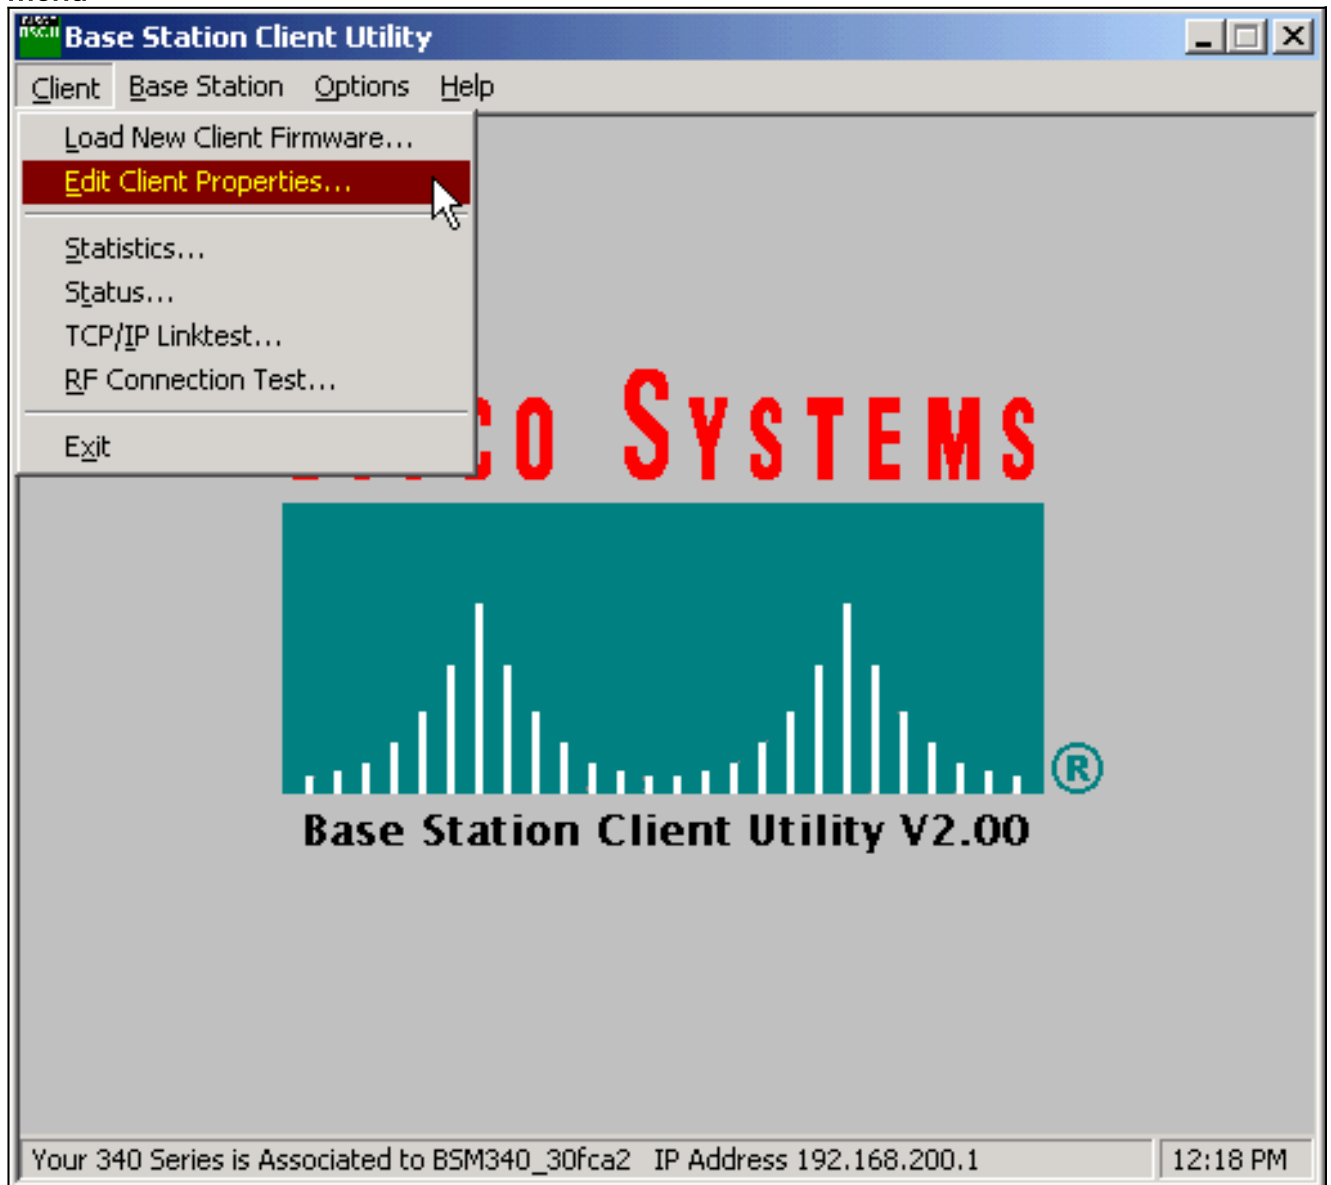 Base Station Client Utility
Client Base Station Options Help
Load New Client Firmware...
Edit Client Properties...
Statistics...
Status...
TCP/IP Linktest...
RF Connection Test...
Exit
SYSTEMS
®
Base Station Client Utility V2.00
Your 340 Series is Associated to BSM340_30fca2 IP Address 192.168.200.1
12:18 PM